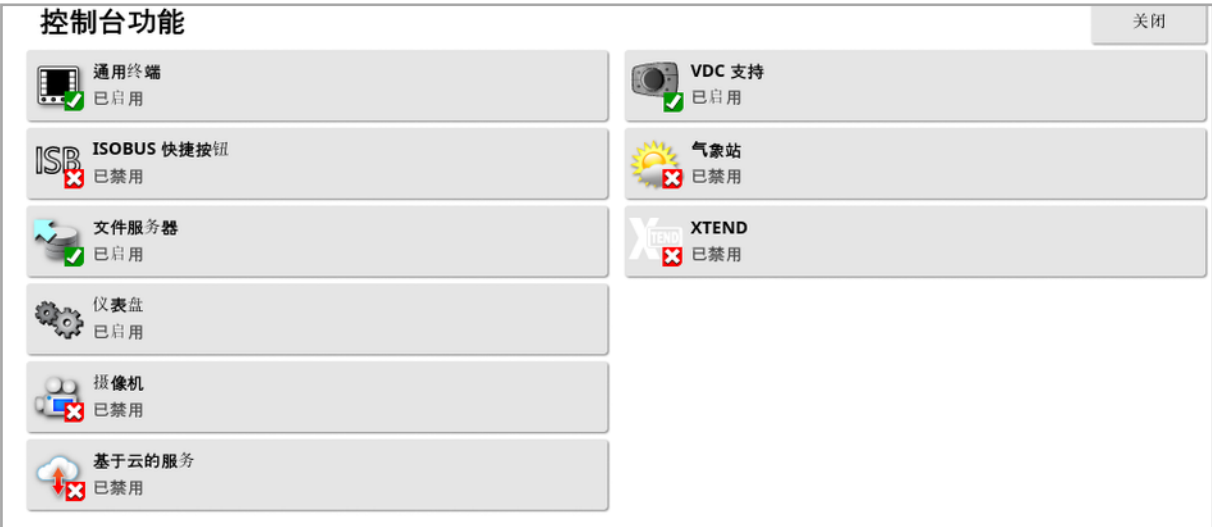 控制台功能
关闭
通用终端
已启用
VDC 支持
已启用
ISB
ISOBUS 快捷按钮
已禁用
气象站
已禁用
文件服务器
已启用
XTEND
XTEND
已禁用
仪表盘
已启用
摄像机
已禁用
基于云的服务
已禁用